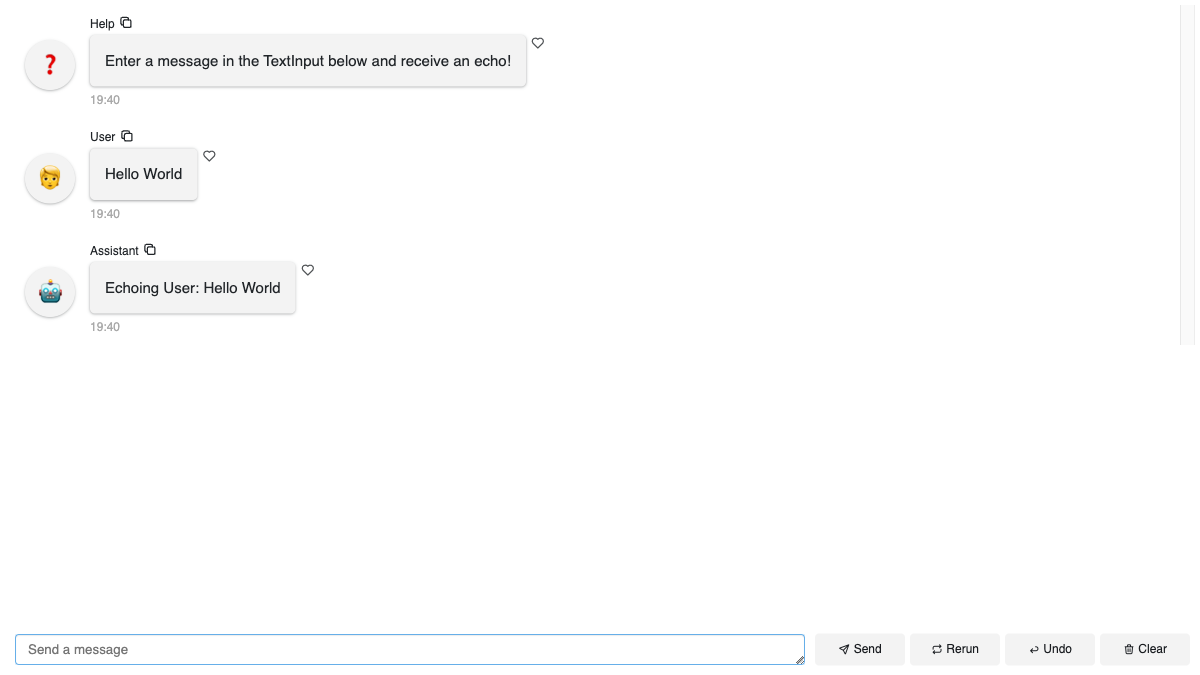 Help
Enter a message in the TextInput below and receive an echo!
19:40
User
Hello World
19:40
Assistant
Echoing User: Hello World
19:40
Send a message
Send
Rerun
Undo
Clear